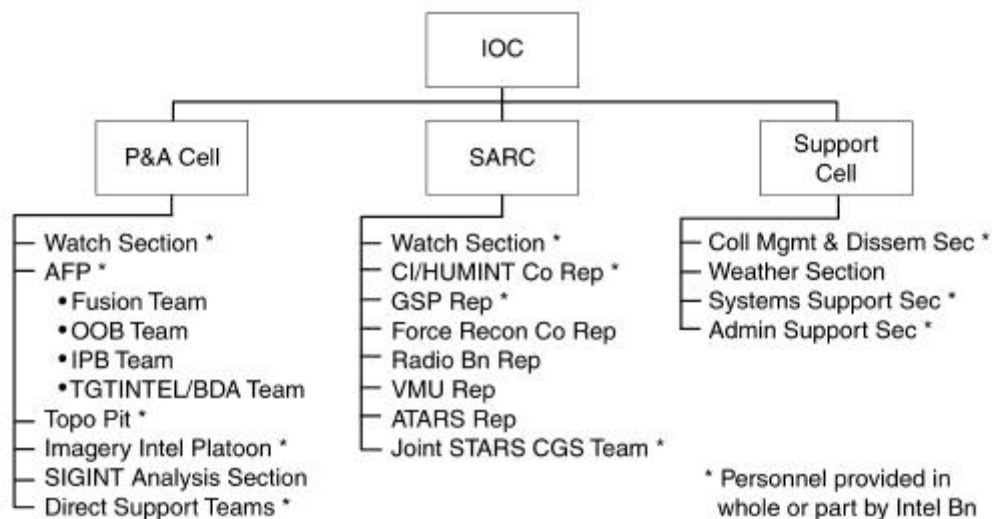 IOC
P&A Cell
Watch Section *
AFP *
• Fusion Team
• OOB Team
• IPB Team
• TGTINTEL/BDA Team
Topo Pit *
Imagery Intel Platoon *
SIGINT Analysis Section
Direct Support Teams *
SARC
Watch Section *
CI/HUMINT Co Rep *
GSP Rep *
Force Recon Co Rep
Radio Bn Rep
VMU Rep
ATARS Rep
Joint STARS CGS Team *
Support
Cell
Coll Mgmt & Dissem Sec *
Weather Section
Systems Support Sec *
Admin Support Sec *
* Personnel provided in
whole or part by Intel Bn